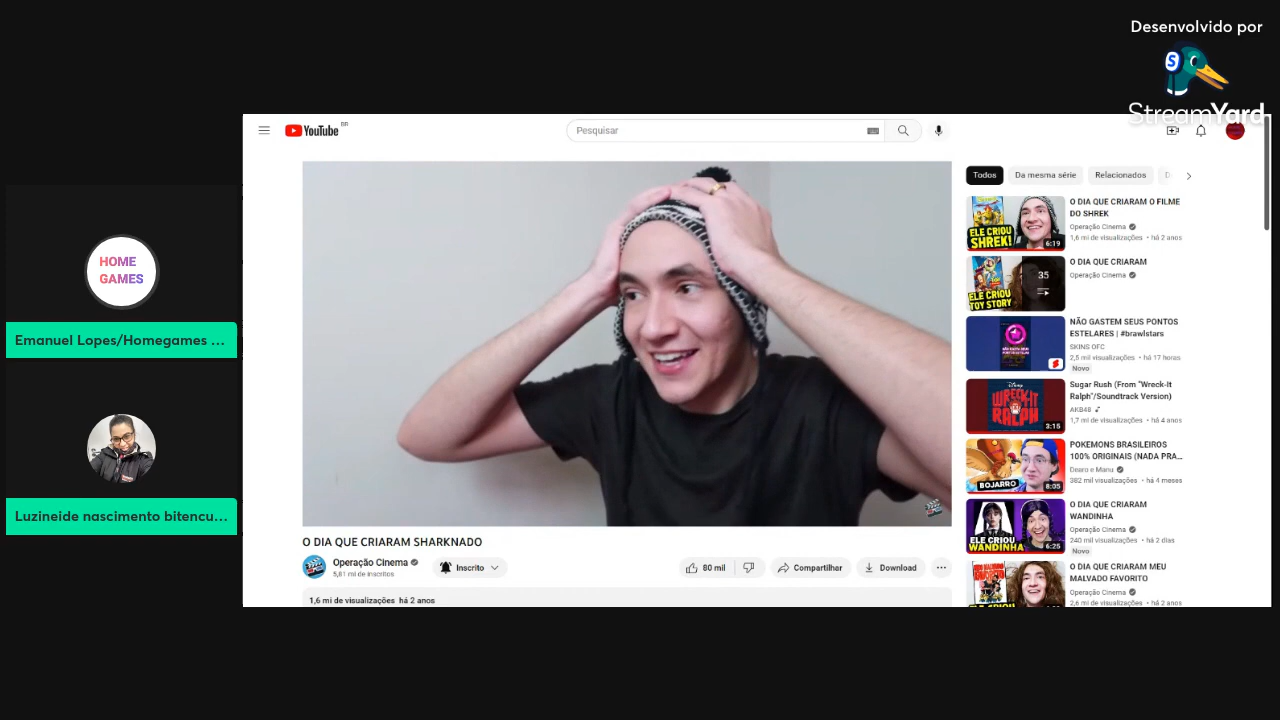 Desenvolvido por
StreamYard
HOME
GAMES
Emanuel Lopes/Homegames ...
Luzineide nascimento bitencu...
YouTube
BR
Pesquisar
O DIA QUE CRIARAM SHARKNADO
Operação Cinema
5,81 mi de inscritos
Inscrito
80 mil
Compartilhar
Download
1,6 mi de visualizações há 2 anos
Todos
Da mesma série
Relacionados
ELE CRIOU
SHREK!
6:19
O DIA QUE CRIARAM O FILME
DO SHREK
Operação Cinema
1,6 mi de visualizações • há 2 anos
ELE CRIOU
TOY STORY
35
O DIA QUE CRIARAM
Operação Cinema
NÃO GASTEM SEUS PONTOS
ESTELARES | #brawlstars
SKINS OFC
2,5 mil visualizações • há 17 horas
Novo
Disney
WRECK-IT
RALPH
3:15
Sugar Rush (From "Wreck-It
Ralph"/Soundtrack Version)
AKB48
1,7 mi de visualizações • há 4 anos
BOJARRO
8:05
POKEMONS BRASILEIROS
100% ORIGINAIS (NADA PRA...
Dearo e Manu
382 mil visualizações • há 4 meses
ELE CRIOU
WANDINHA
6:25
O DIA QUE CRIARAM
WANDINHA
Operação Cinema
240 mil visualizações • há 2 dias
Novo
O DIA QUE CRIARAM MEU
MALVADO FAVORITO
Operação Cinema
2,6 mi de visualizações • há 2 anos